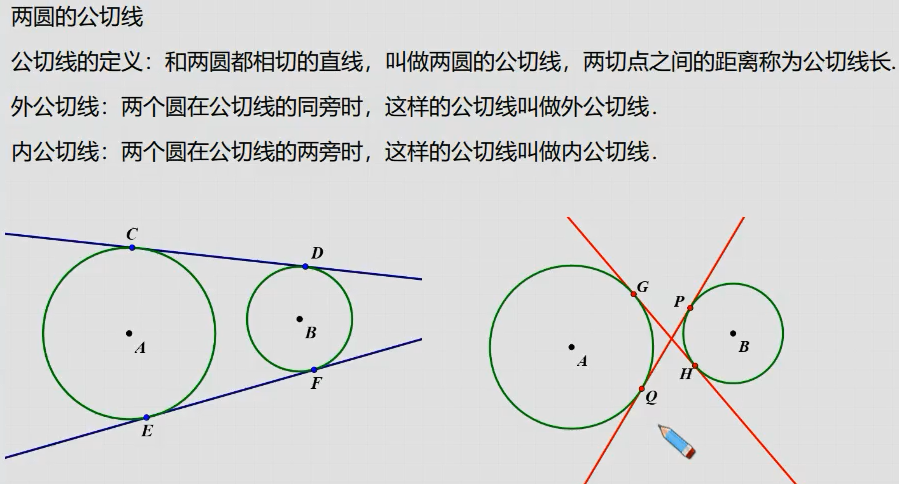 两圆的公切线
公切线的定义：和两圆都相切的直线，叫做两圆的公切线，两切点之间的距离称为公切线长.
外公切线：两个圆在公切线的同旁时，这样的公切线叫做外公切线.
内公切线：两个圆在公切线的两旁时，这样的公切线叫做内公切线.
C
D
A
B
F
E
G
P
A
B
H
Q